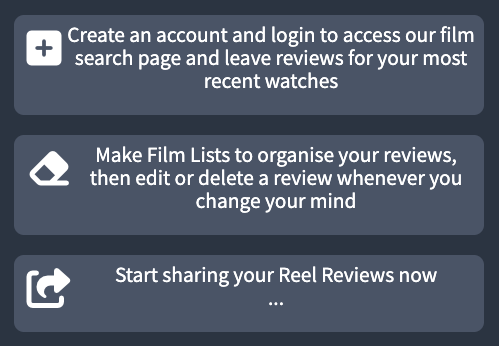 Create an account and login to access our film
search page and leave reviews for your most
recent watches
Make Film Lists to organise your reviews,
then edit or delete a review whenever you
change your mind
Start sharing your Reel Reviews now
...